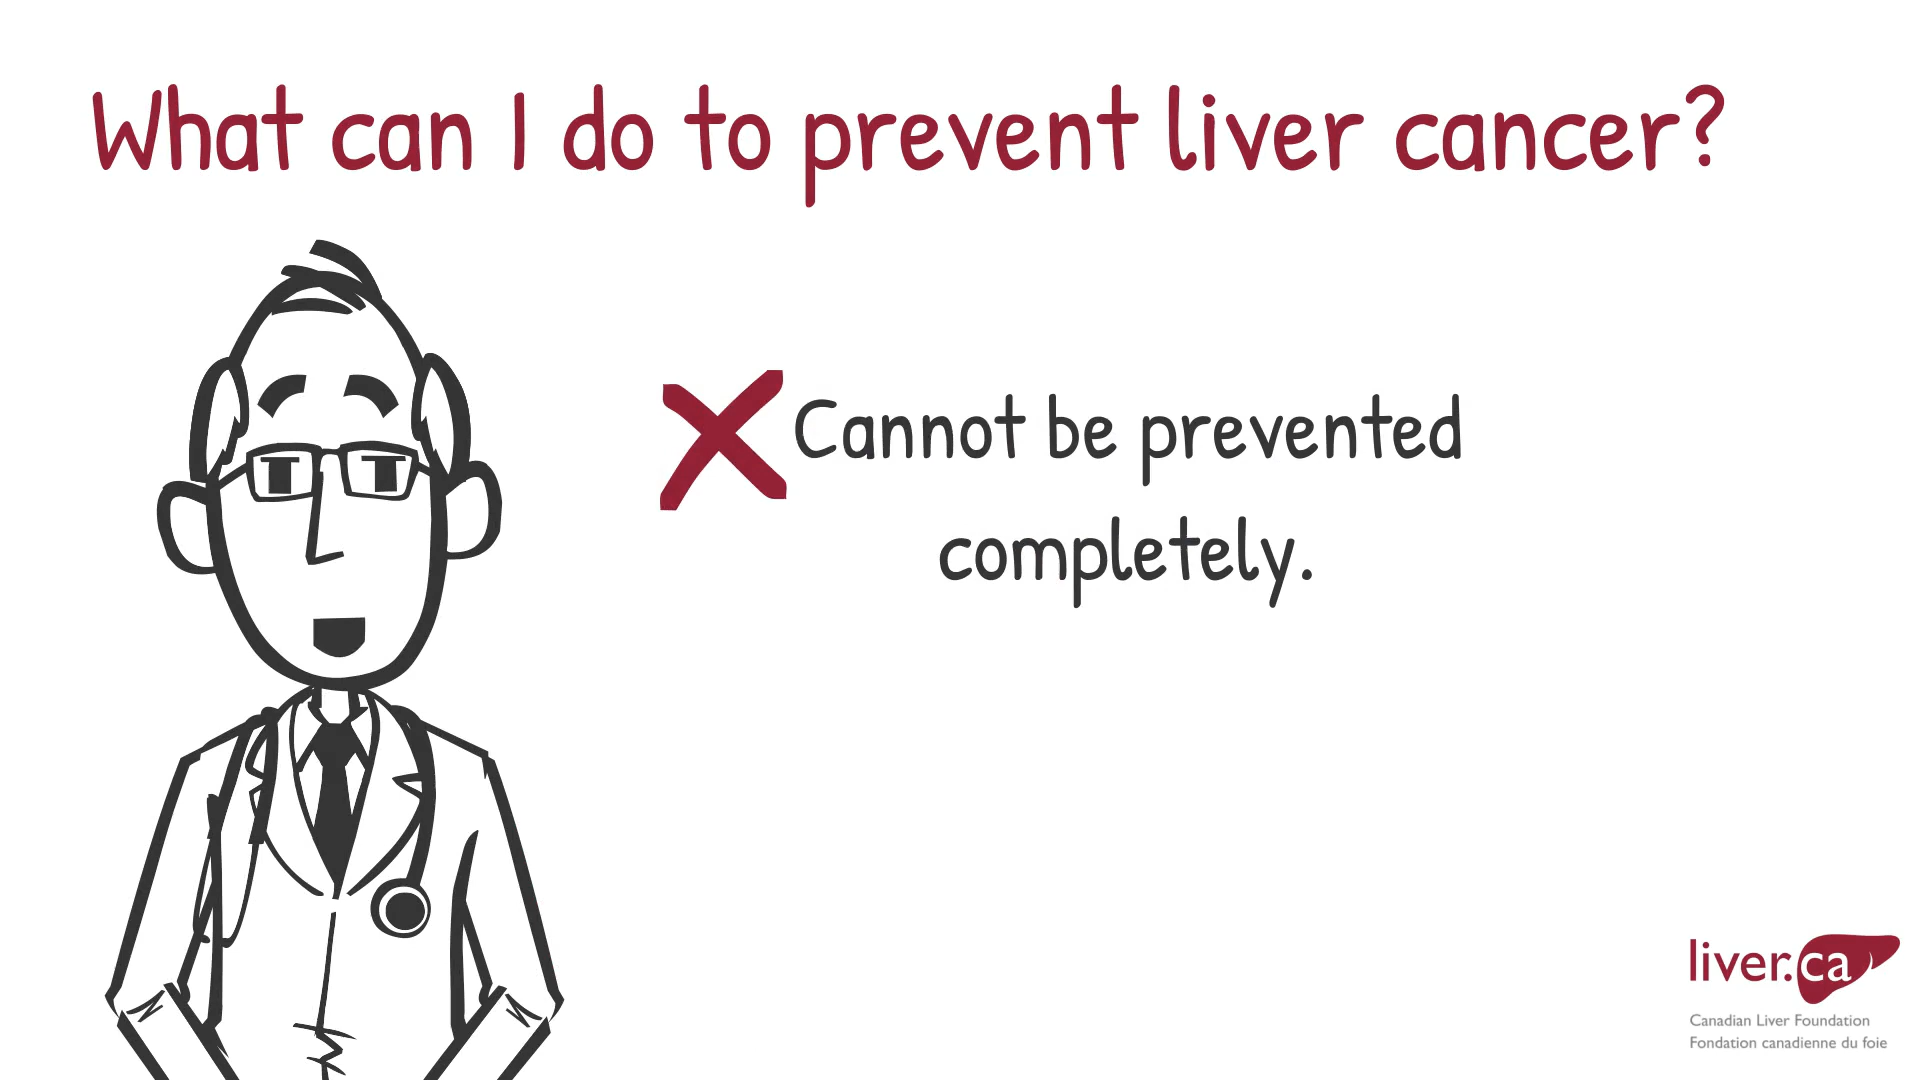 What can I do to prevent liver cancer?
Cannot be prevented
completely.
liver.ca
Canadian Liver Foundation
Fondation canadienne du foie